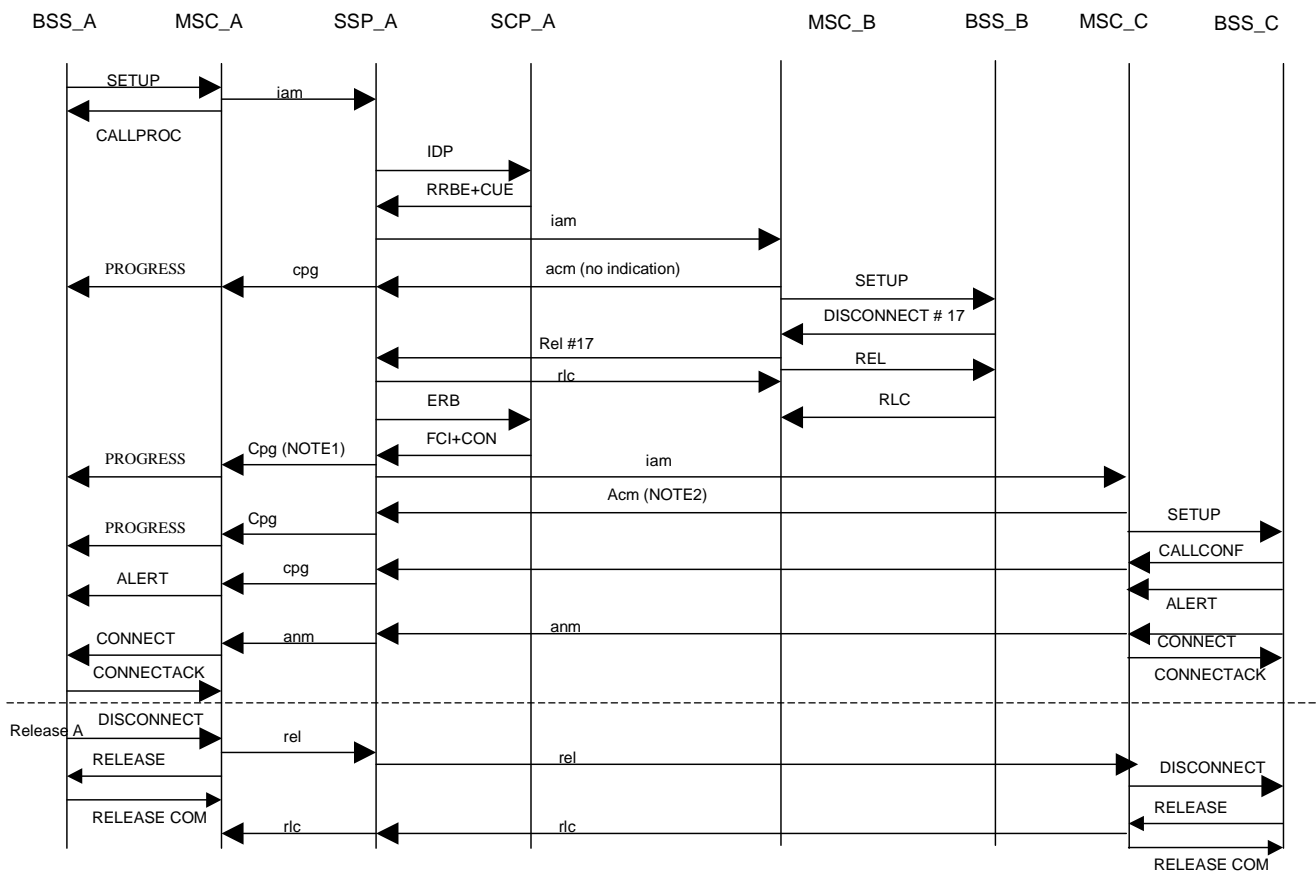 BSS_A MSC_A SSP_A SCP_A MSC_B BSS_B MSC_C BSS_C
SETUP
iam
CALLPROC
IDP
RRBE+CUE
iam
PROGRESS cpg acm (no indication)
SETUP
DISCONNECT # 17
Rel #17
REL
rlc
ERB
RLC
FCI+CON
Cpg (NOTE1)
PROGRESS
iam
Acm (NOTE2)
SETUP
Cpg
PROGRESS
CALLCONF
cpg
ALERT
ALERT
anm
CONNECT anm
CONNECT
CONNECTACK
CONNECTACK
DISCONNECT
Release A
rel
RELEASE
rel
DISCONNECT
RELEASE
RELEASE COM
rlc rlc
RELEASE COM